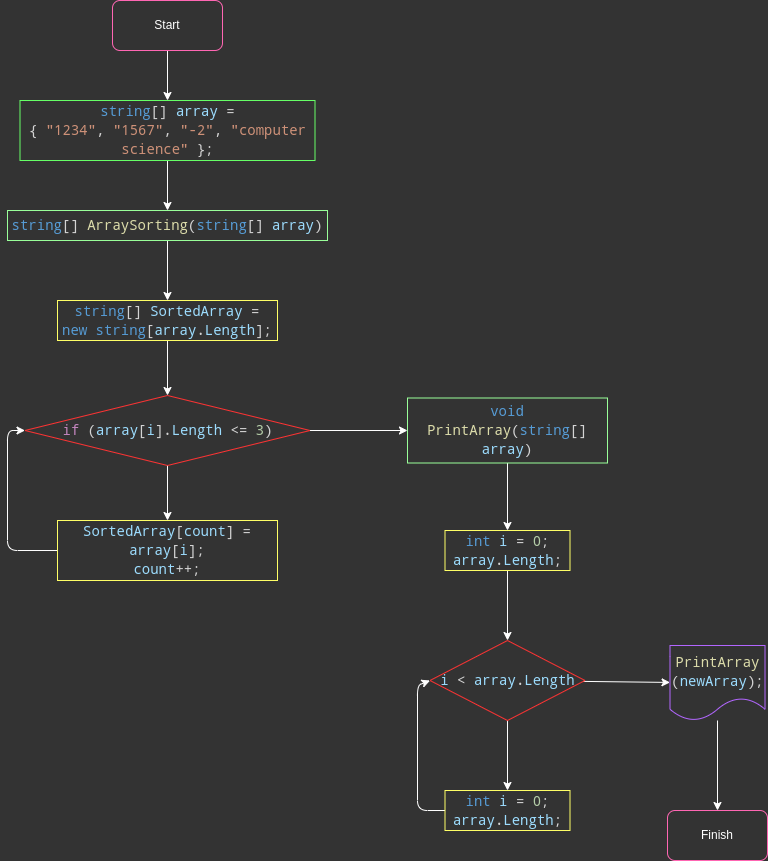 Start
string[] array =
{ "1234", "1567", "-2", "computer
science" };
string[] ArraySorting(string[] array)
string[] SortedArray =
new string[array.Length];
if (array[i].Length <= 3)
SortedArray[count] =
array[i];
count++;
void
PrintArray(string[]
array)
int i = 0;
array.Length;
i < array.Length
int i = 0;
array.Length;
PrintArray
(newArray);
Finish